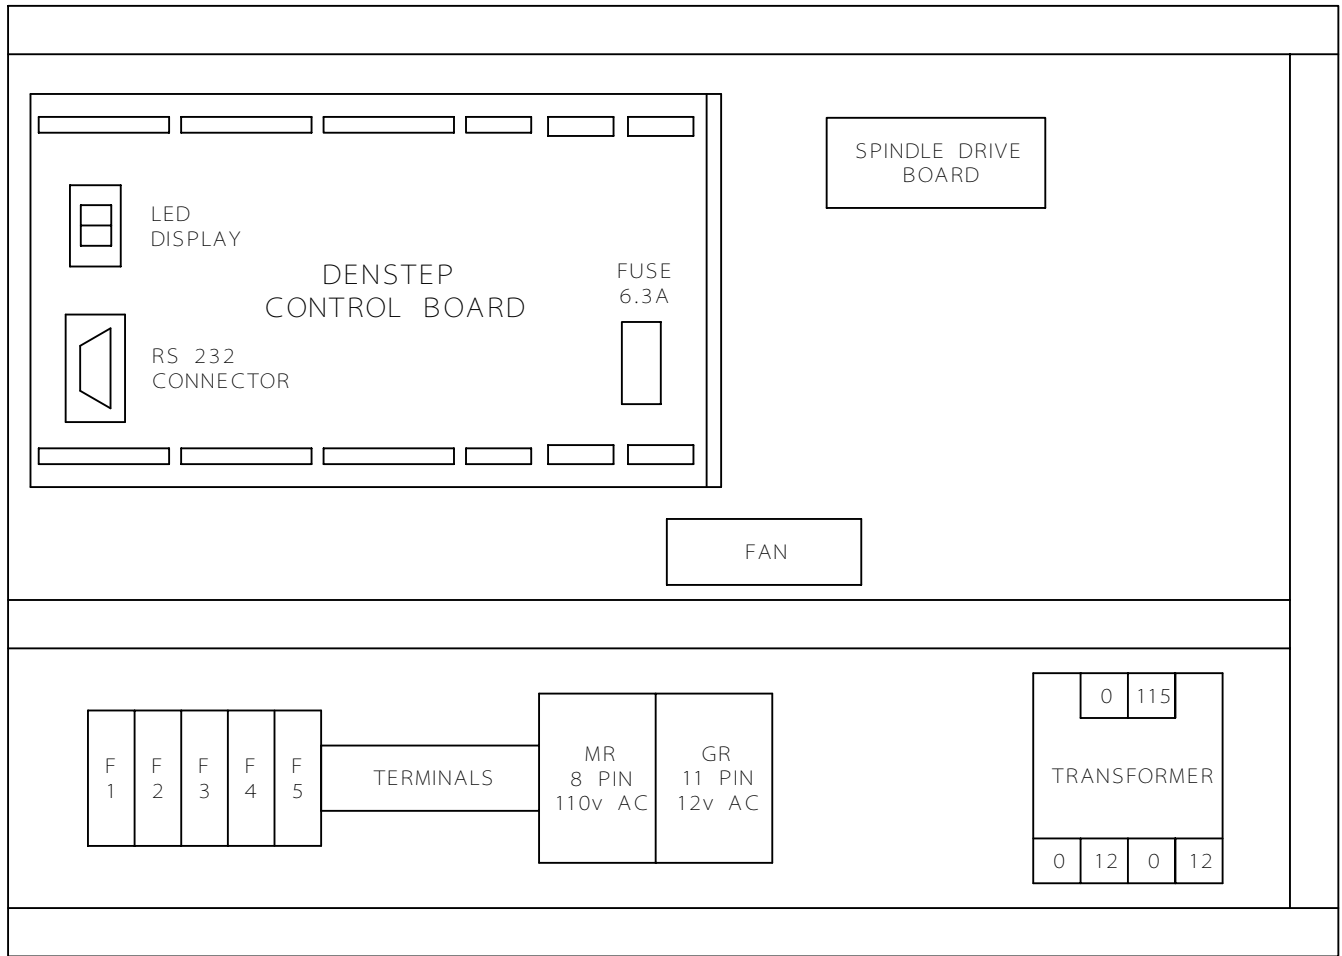 SPINDLE DRIVE
BOARD
LED
DISPLAY
DENSTEP
CONTROL BOARD
FUSE
6.3A
RS 232
CONNECTOR
FAN
F
1
F
2
F
3
F
4
F
5
TERMINALS
MR
8 PIN
110v AC
GR
11 PIN
12v AC
0 115
TRANSFORMER
0 12 0 12